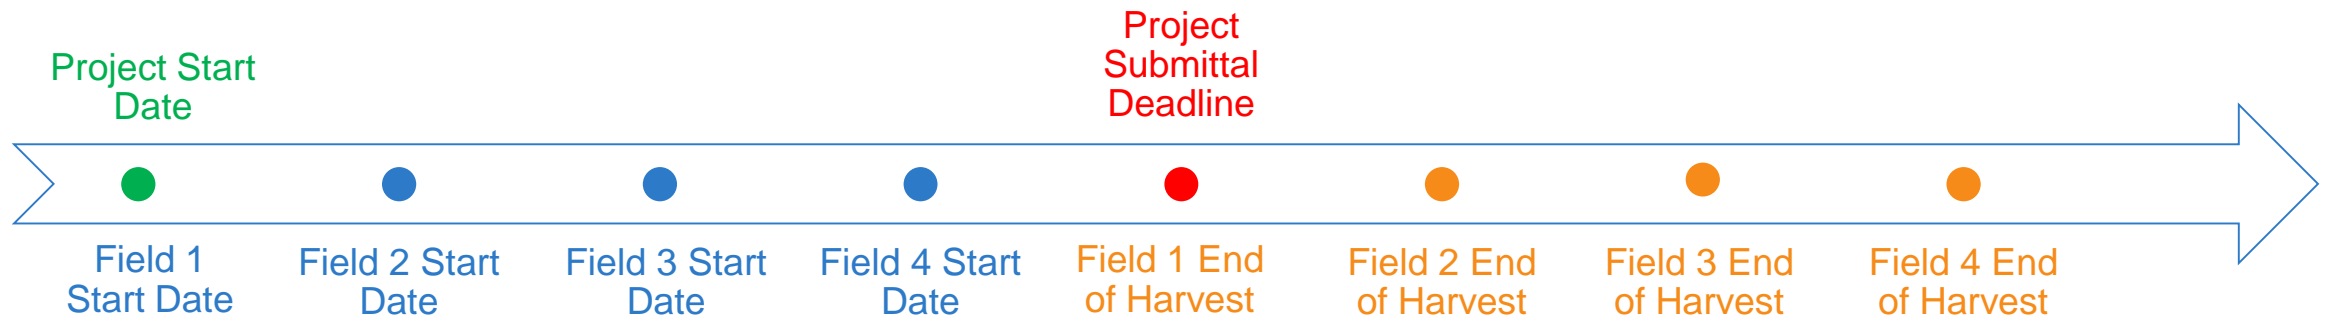 Project Start
Date
Project
Submittal
Deadline
Field 1
Start Date
Field 2 Start
Date
Field 3 Start
Date
Field 4 Start
Date
Field 1 End
of Harvest
Field 2 End
of Harvest
Field 3 End
of Harvest
Field 4 End
of Harvest